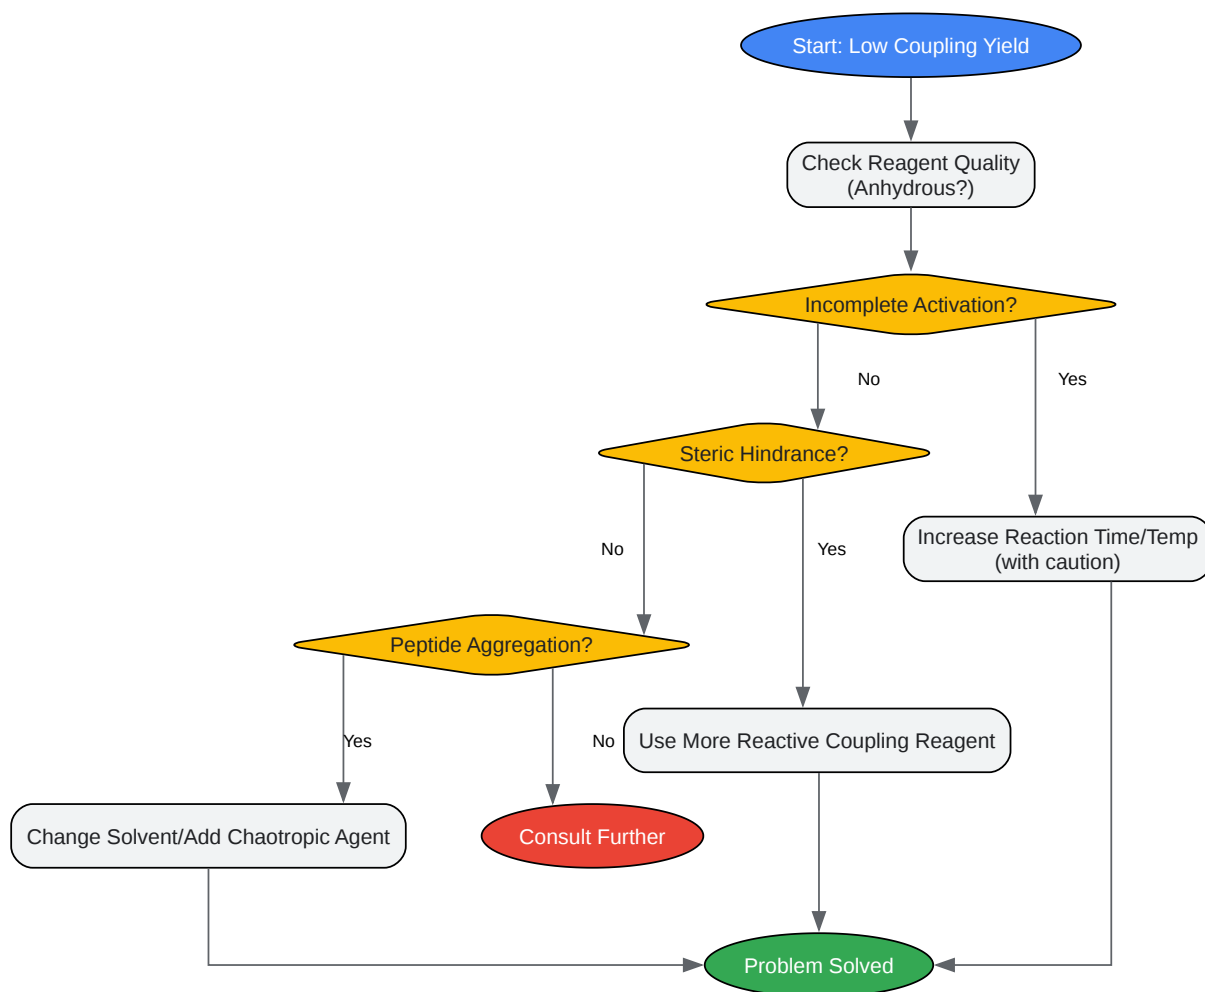 Start: Low Coupling Yield
Check Reagent Quality
(Anhydrous?)
Incomplete Activation?
No
Yes
Steric Hindrance?
No
Yes
Increase Reaction Time/Temp
(with caution)
Peptide Aggregation?
Yes
No
Use More Reactive Coupling Reagent
Change Solvent/Add Chaotropic Agent
Consult Further
Problem Solved